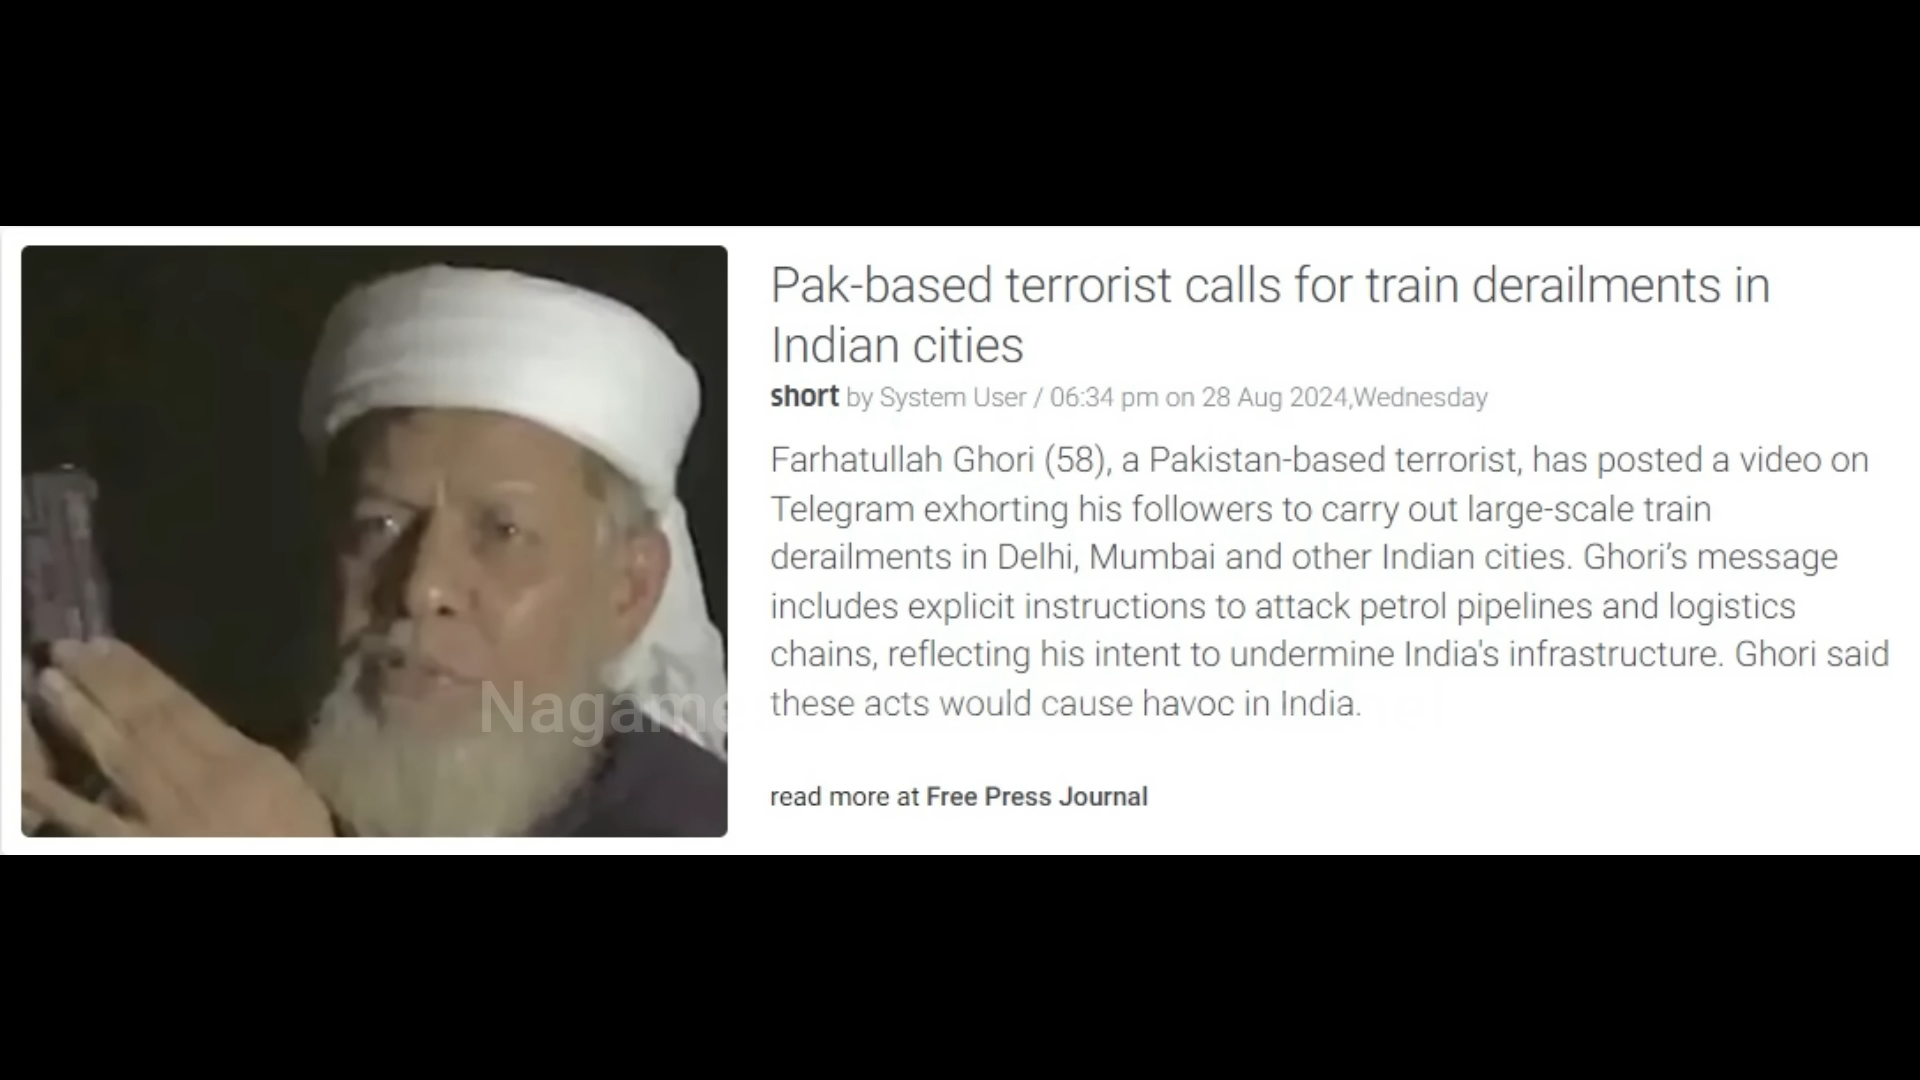 Pak-based terrorist calls for train derailments in
Indian cities
short by System User / 06:34 pm on 28 Aug 2024,Wednesday
Farhatullah Ghori (58), a Pakistan-based terrorist, has posted a video on
Telegram exhorting his followers to carry out large-scale train
derailments in Delhi, Mumbai and other Indian cities. Ghori’s message
includes explicit instructions to attack petrol pipelines and logistics
chains, reflecting his intent to undermine India's infrastructure. Ghori said
these acts would cause havoc in India.
read more at Free Press Journal